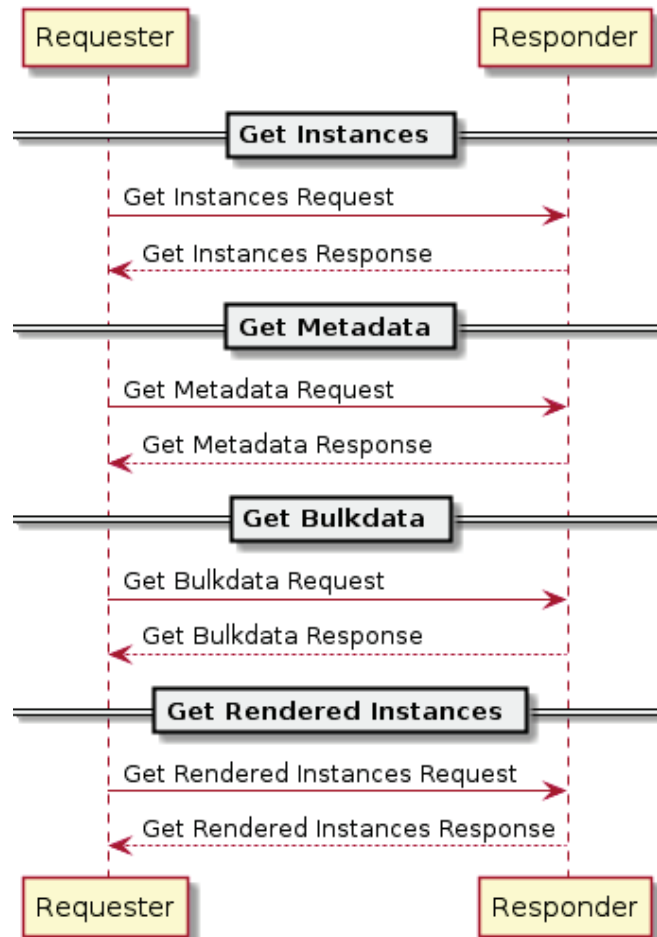 Requester
Responder
Get Instances
Get Instances Request
Get Instances Response
Get Metadata
Get Metadata Request
Get Metadata Response
Get Bulkdata
Get Bulkdata Request
Get Bulkdata Response
Get Rendered Instances
Get Rendered Instances Request
Get Rendered Instances Response
Requester
Responder